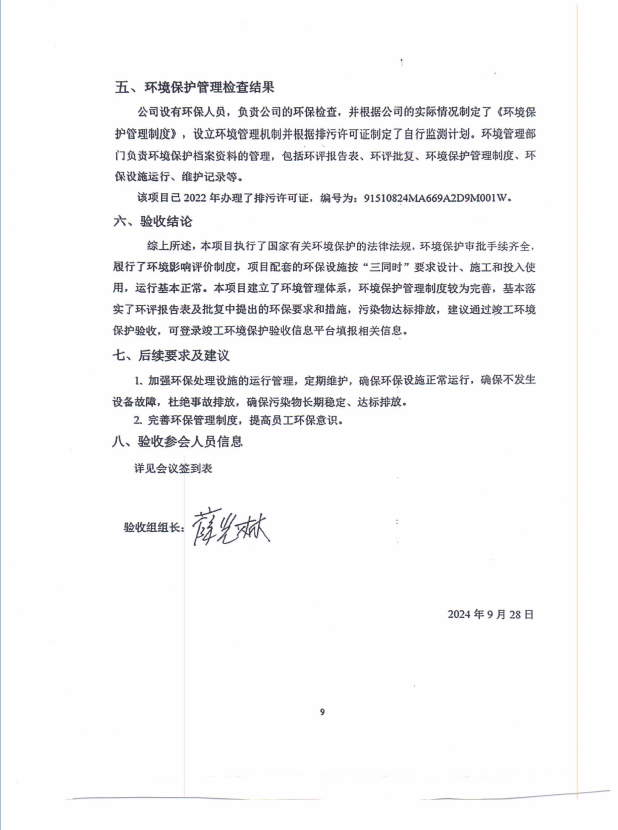 五、环境保护管理检查结果
公司设有环保人员，负责公司的环保检查，并根据公司的实际情况制定了《环境保
护管理制度》，设立环境管理机制并根据排污许可证制定了自行监测计划。环境管理部
门负责环境保护档案资料的管理，包括环评报告表、环评批复、环境保护管理制度、环
保设施运行、维护记录等。
该项目已 2022 年办理了排污许可证，编号为：91510824MA669A2D9M001W。
六、验收结论
综上所述，本项目执行了国家有关环境保护的法律法规，环境保护审批手续齐全，
履行了环境影响评价制度，项目配套的环保设施按“三同时”要求设计、施工和投入使
用，运行基本正常。本项目建立了环境管理体系，环境保护管理制度较为完善，基本落
实了环评报告表及批复中提出的环保要求和措施，污染物达标排放，建议通过竣工环境
保护验收，可登录竣工环境保护验收信息平台填报相关信息。
七、后续要求及建议
1. 加强环保处理设施的运行管理，定期维护，确保环保设施正常运行，确保不发生
设备故障，杜绝事故排放，确保污染物长期稳定、达标排放。
2. 完善环保管理制度，提高员工环保意识。
八、验收参会人员信息
详见会议签到表
验收组组长：
2024 年 9 月 28 日
9